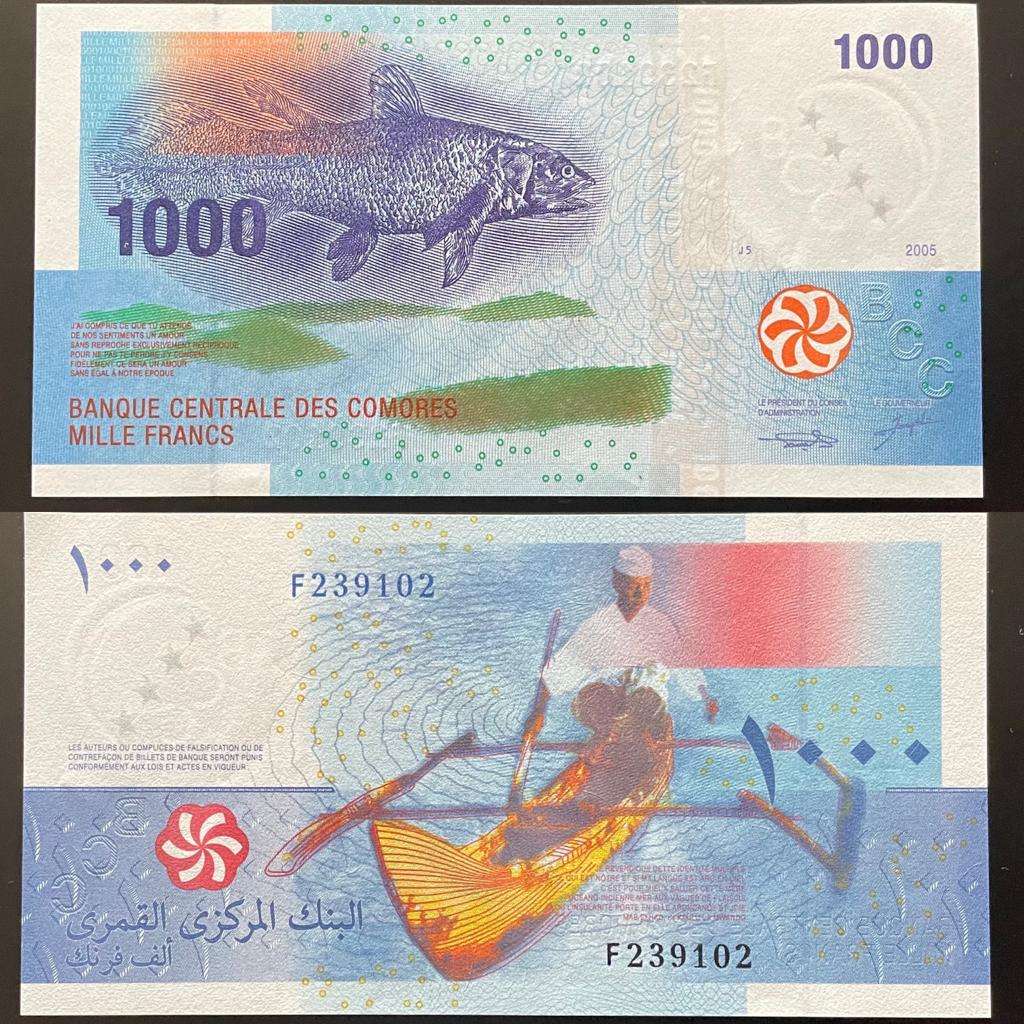 1000
1000
J5
2005
J'AI COMPRIS CE QUE TU ATTENDS
DE NOS SENTIMENTS UN AMOUR
SANS REPROCHE EXCLUSIVEMENT RÉCIPROQUE
POUR NE PAS TE PERDRE J'Y CONSENS
FIDÈLEMENT CE SERA UN AMOUR
SANS ÉGAL À NOTRE ÉPOQUE
BANQUE CENTRALE DES COMORES
MILLE FRANCS
BCC
LE PRÉSIDENT DU CONSEIL
D'ADMINISTRATION
LE GOUVERNEUR
١٠٠٠
F239102
LES AUTEURS OU COMPLICES DE FALSIFICATION OU DE
CONTREFAÇON DE BILLETS DE BANQUE SERONT PUNIS
CONFORMÉMENT AUX LOIS ET ACTES EN VIGUEUR
١٠٠٠
BCC
البنك المركزي القمري
ألف فرنك
F239102